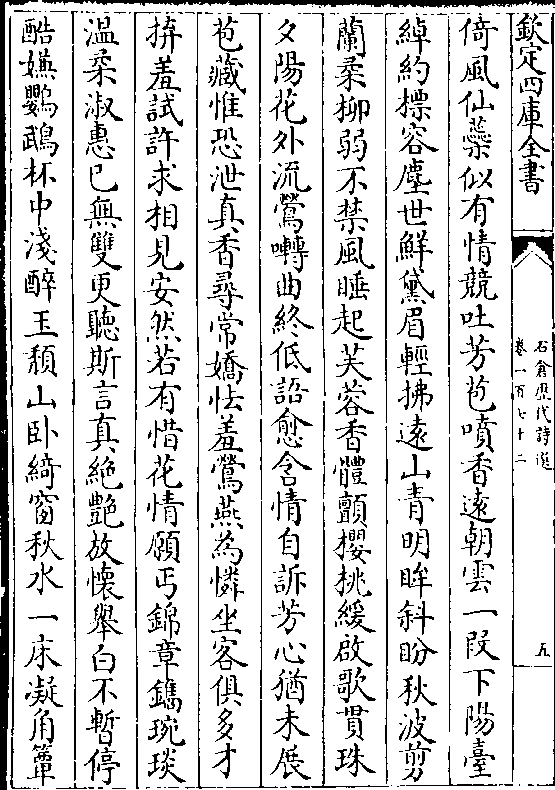 欽定四庫全書
石倉歴代詩選
卷一百七十二
五
倚風仙蘂似有情競吐芳苞噴香遠朝雲一段下陽臺
綽約標容塵世鮮黛眉輕拂遠山青明眸斜盼秋波剪
蘭柔柳弱不禁風睡起芙蓉香體顫櫻桃緩啟歌貫珠
夕陽花外流鶯囀曲終低語愈含情自訴芳心猶未展
苞藏惟恐泄真香尋常嬌怯羞鶯燕為憐坐客俱多才
拚羞試許求相見安然若有惜花情願丐錦章鐫琬琰
温柔淑惠已無雙更聽斯言真絶艶放懐舉白不暫停
酷嫌鸚鵡杯中淺醉玉頽山卧綺窗秋水一床凝角簟